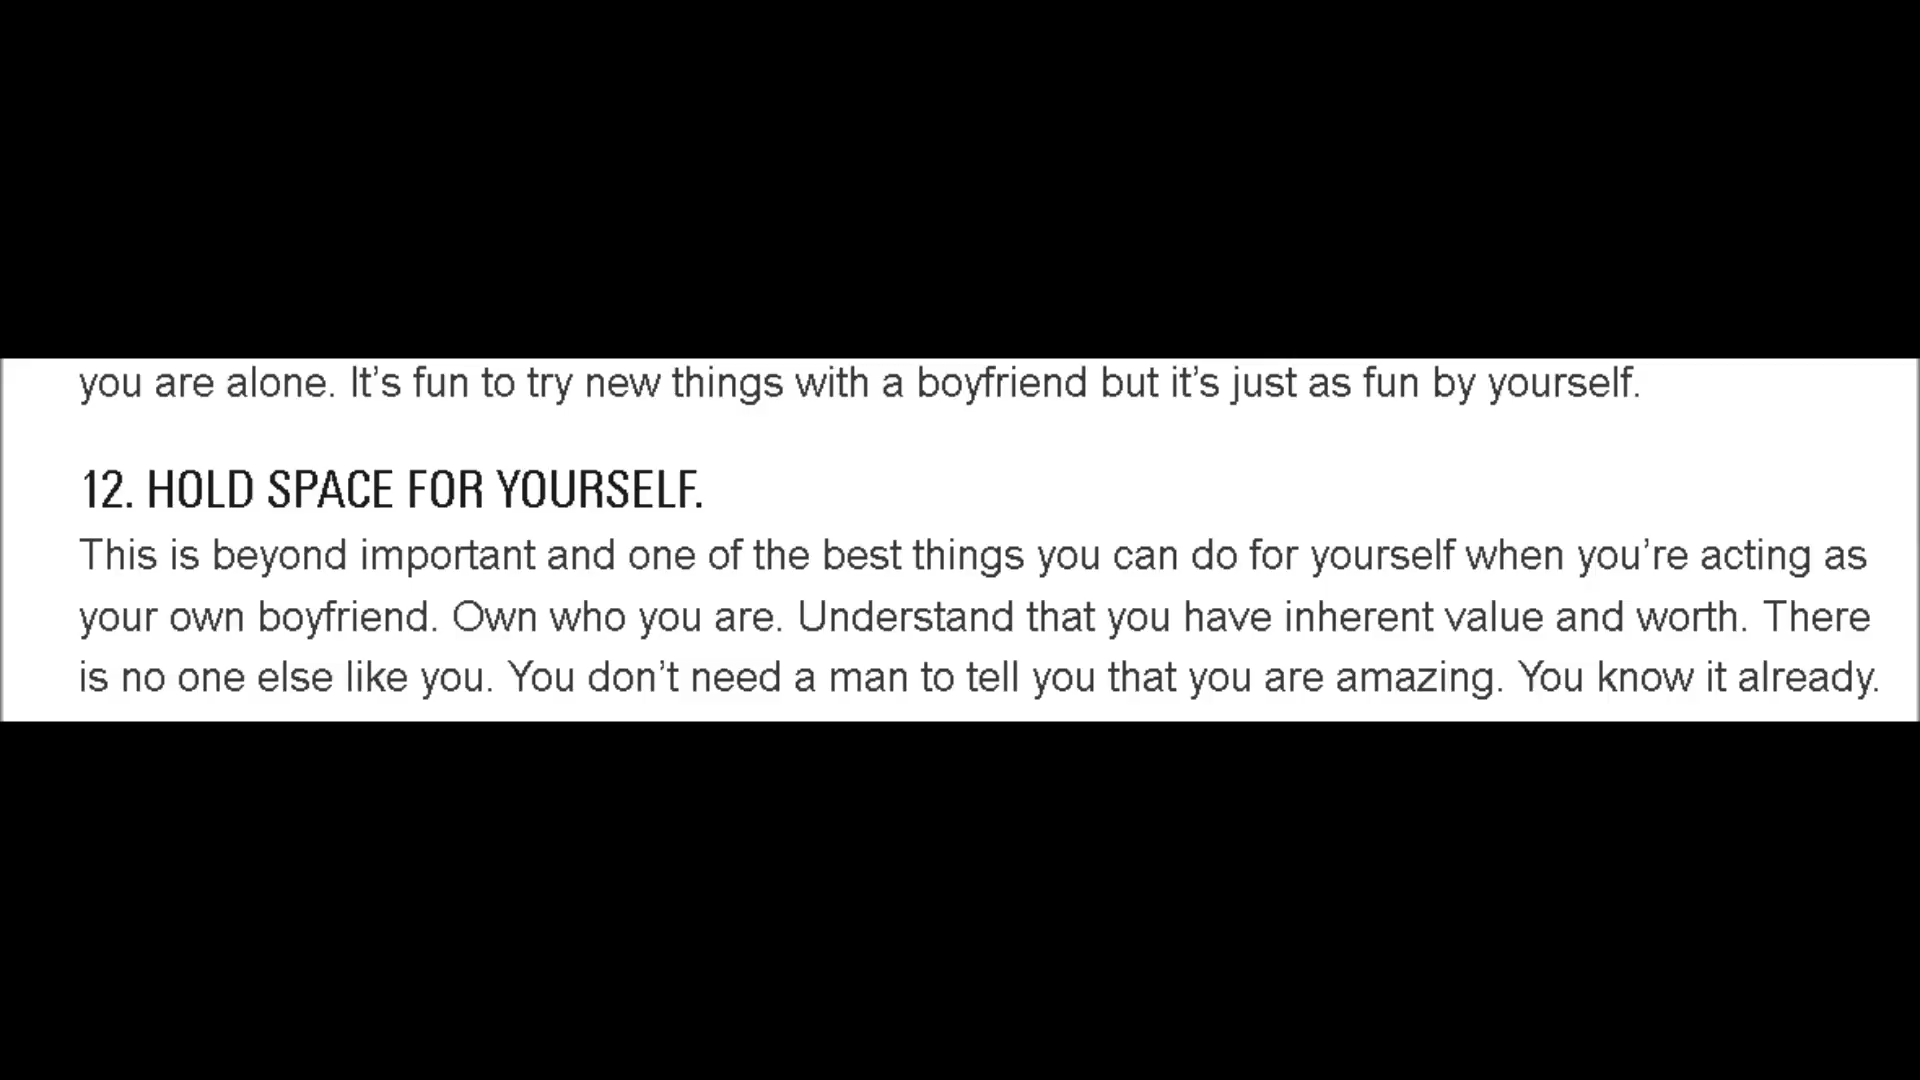 you are alone. It’s fun to try new things with a boyfriend but it’s just as fun by yourself.
12. HOLD SPACE FOR YOURSELF.
This is beyond important and one of the best things you can do for yourself when you’re acting as
your own boyfriend. Own who you are. Understand that you have inherent value and worth. There
is no one else like you. You don’t need a man to tell you that you are amazing. You know it already.